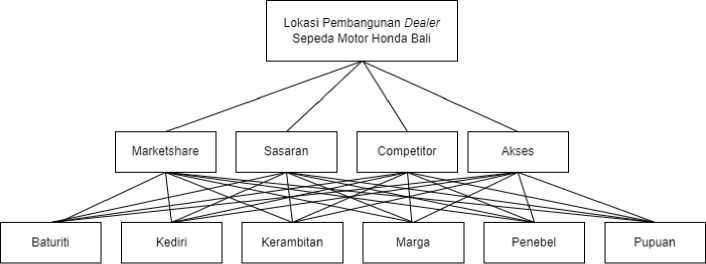 Lokasi Pembangunan Dealer
Sepeda Motor Honda Bali
Marketshare
Sasaran
Competitor
Akses
Baturiti
Kediri
Kerambitan
Marga
Penebel
Pupuan